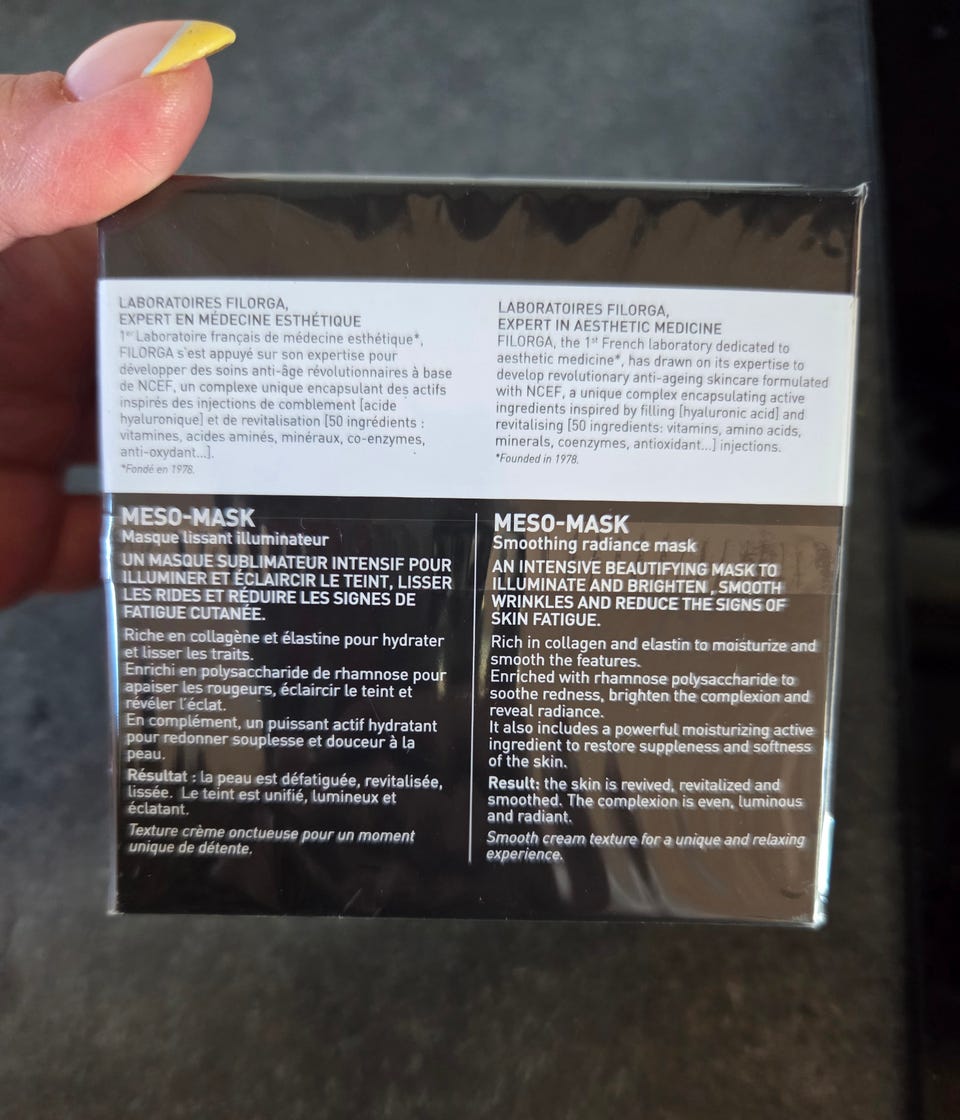 LABORATOIRES FILORGA,
EXPERT EN MÉDECINE ESTHÉTIQUE
1er Laboratoire français de médecine esthétique*,
FILORGA s'est appuyé sur son expertise pour
développer des soins anti-âge révolutionnaires à base
de NCEF, un complexe unique encapsulant des actifs
inspirés des injections de comblement [acide
hyaluronique] et de revitalisation [50 ingrédients :
vitamines, acides aminés, minéraux, co-enzymes,
anti-oxydant...].
*Fondé en 1978.
LABORATOIRES FILORGA,
EXPERT IN AESTHETIC MEDICINE
FILORGA, the 1st French laboratory dedicated to
aesthetic medicine*, has drawn on its expertise to
develop revolutionary anti-ageing skincare formulated
with NCEF, a unique complex encapsulating active
ingredients inspired by filling [hyaluronic acid] and
revitalising [50 ingredients: vitamins, amino acids,
minerals, coenzymes, antioxidant...] injections.
*Founded in 1978.
MESO-MASK
Masque lissant illuminateur
UN MASQUE SUBLIMATEUR INTENSIF POUR
ILLUMINER ET ÉCLAIRCIR LE TEINT, LISSER
LES RIDES ET RÉDUIRE LES SIGNES DE
FATIGUE CUTANÉE.
Riche en collagène et élastine pour hydrater
et lisser les traits.
Enrichi en polysaccharide de rhamnose pour
apaiser les rougeurs, éclaircir le teint et
révéler l'éclat.
En complément, un puissant actif hydratant
pour redonner souplesse et douceur à la
peau.
Résultat : la peau est défatiguée, revitalisée,
lissée. Le teint est unifié, lumineux et
éclatant.
Texture crème onctueuse pour un moment
unique de détente.
MESO-MASK
Smoothing radiance mask
AN INTENSIVE BEAUTIFYING MASK TO
ILLUMINATE AND BRIGHTEN , SMOOTH
WRINKLES AND REDUCE THE SIGNS OF
SKIN FATIGUE.
Rich in collagen and elastin to moisturize and
smooth the features.
Enriched with rhamnose polysaccharide to
soothe redness, brighten the complexion and
reveal radiance.
It also includes a powerful moisturizing active
ingredient to restore suppleness and softness
of the skin.
Result: the skin is revived, revitalized and
smoothed. The complexion is even, luminous
and radiant.
Smooth cream texture for a unique and relaxing
experience.